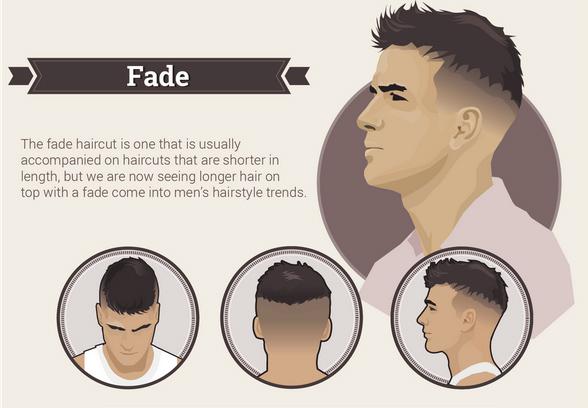 Fade
The fade haircut is one that is usually
accompanied on haircuts that are shorter in
length, but we are now seeing longer hair on
top with a fade come into men's hairstyle trends.